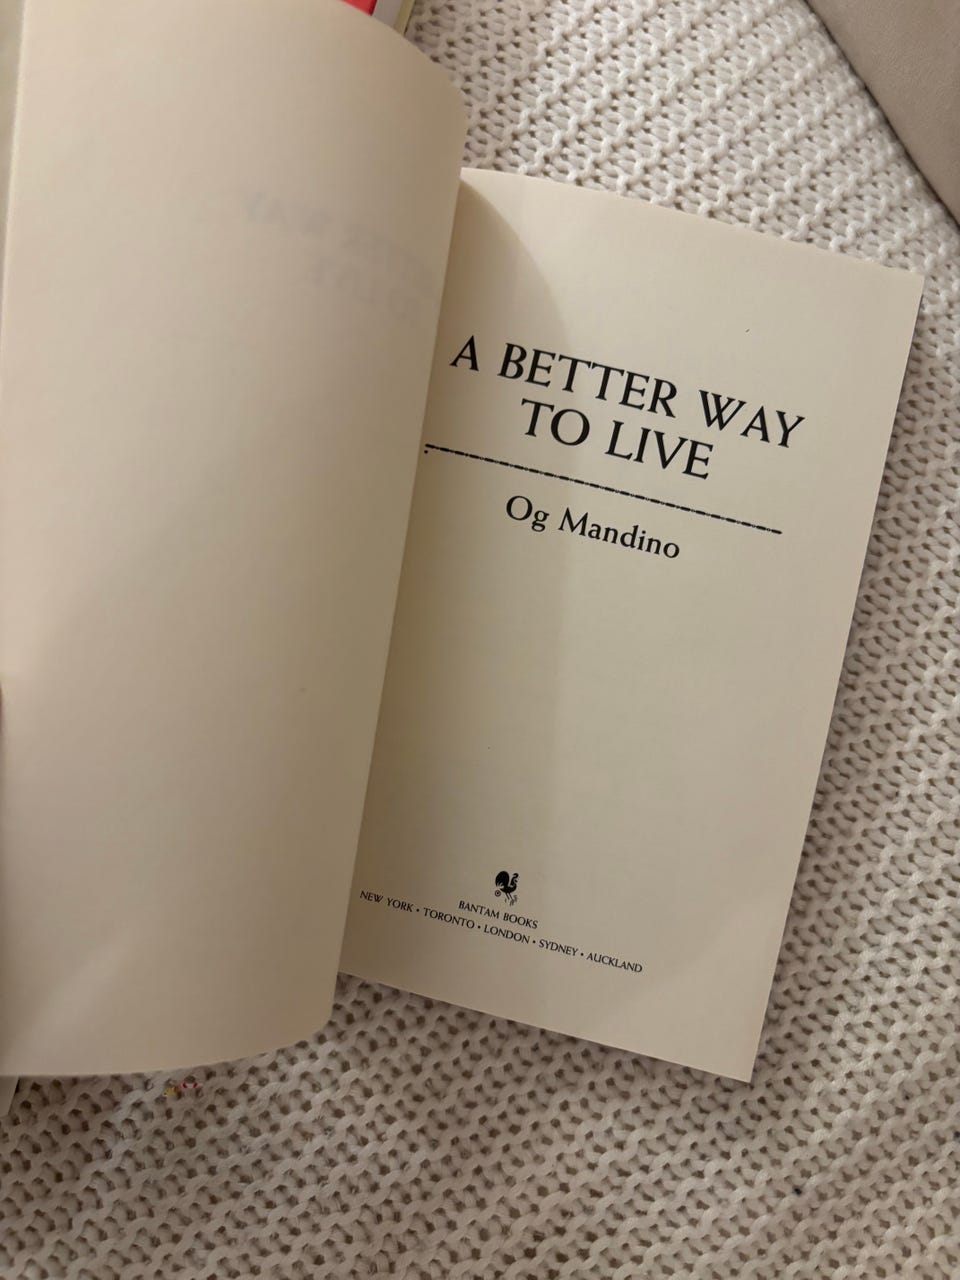 A BETTER WAY
TO LIVE
Og Mandino
BANTAM BOOKS
NEW YORK • TORONTO • LONDON • SYDNEY • AUCKLAND